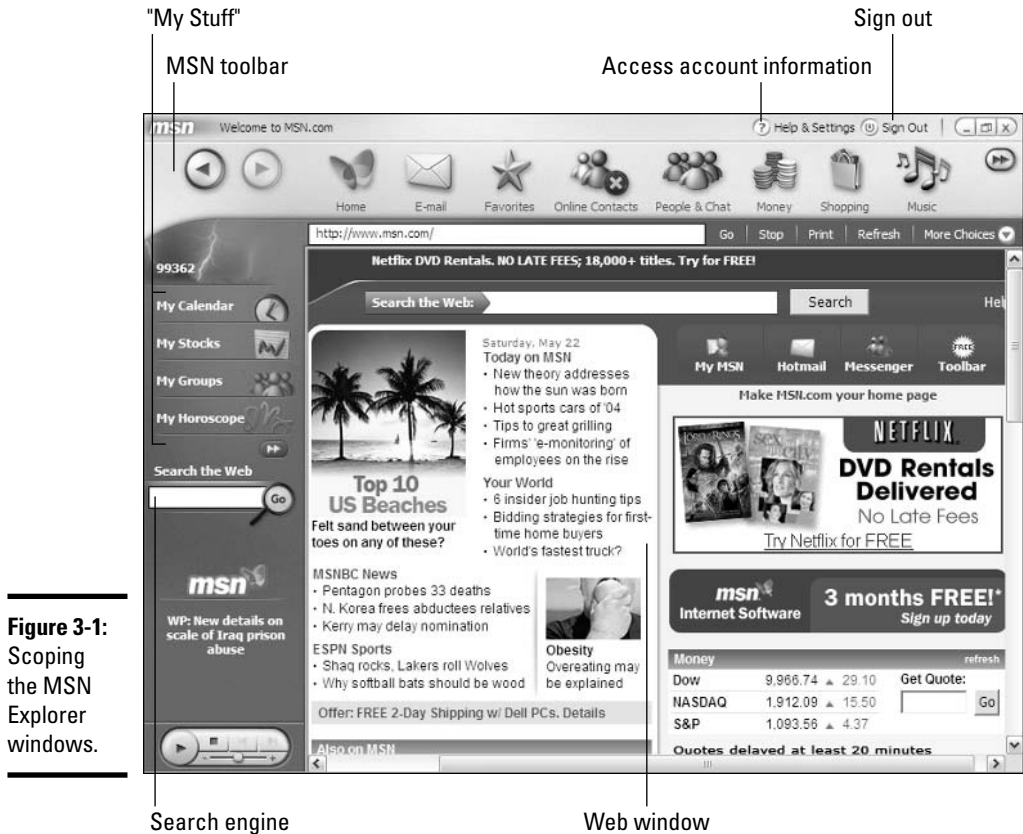 "My Stuff"
Sign out
MSN toolbar
Access account information
msn
Welcome to MSN.com
Help & Settings
Sign Out
Home
E-mail
Favorites
Online Contacts
People & Chat
Money
Shopping
Music
http://www.msn.com/
Go
Stop
Print
Refresh
More Choices
99362
My Calendar
My Stocks
My Groups
My Horoscope
Search the Web
Go
msn
WP: New details on
scale of Iraq prison
abuse
Netflix DVD Rentals. NO LATE FEES; 18,000+ titles. Try for FREE!
Search the Web:
Search
Hel
Top 10
US Beaches
Felt sand between your
toes on any of these?
Saturday, May 22
Today on MSN
• New theory addresses
how the sun was born
• Hot sports cars of '04
• Tips to great grilling
• Firms' 'e-monitoring' of
employees on the rise
Your World
• 6 insider job hunting tips
• Bidding strategies for first-
time home buyers
• World's fastest truck?
MSNBC News
• Pentagon probes 33 deaths
• N. Korea frees abductees relatives
• Kerry may delay nomination
ESPN Sports
• Shaq rocks, Lakers roll Wolves
• Why softball bats should be wood
Obesity
Overeating may
be explained
Offer: FREE 2-Day Shipping w/ Dell PCs. Details
Also on MSN
My MSN
Hotmail
Messenger
FREE
Toolbar
Make MSN.com your home page
NETFLIX
DVD Rentals
Delivered
No Late Fees
Try Netflix for FREE
msn
Internet Software
3 months FREE!*
Sign up today
Money
refresh
Dow 9,966.74 ▲ 29.10
NASDAQ 1,912.09 ▲ 15.50
S&P 1,093.56 ▲ 4.37
Get Quote:
Go
Quotes delayed at least 20 minutes
Figure 3-1:
Scoping
the MSN
Explorer
windows.
Search engine
Web window